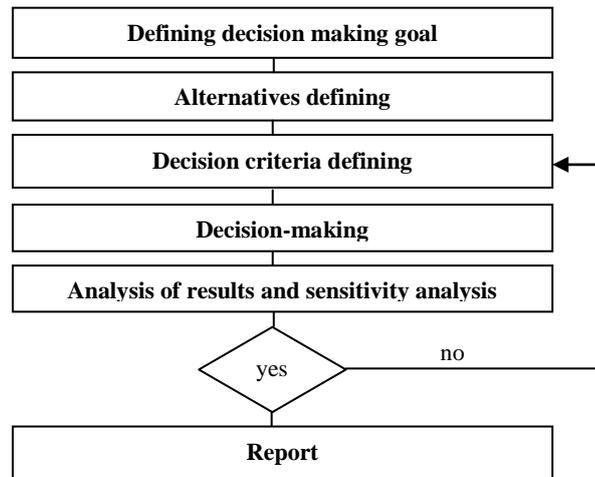 Defining decision making goal
Alternatives defining
Decision criteria defining
Decision-making
Analysis of results and sensitivity analysis
yes
no
Report